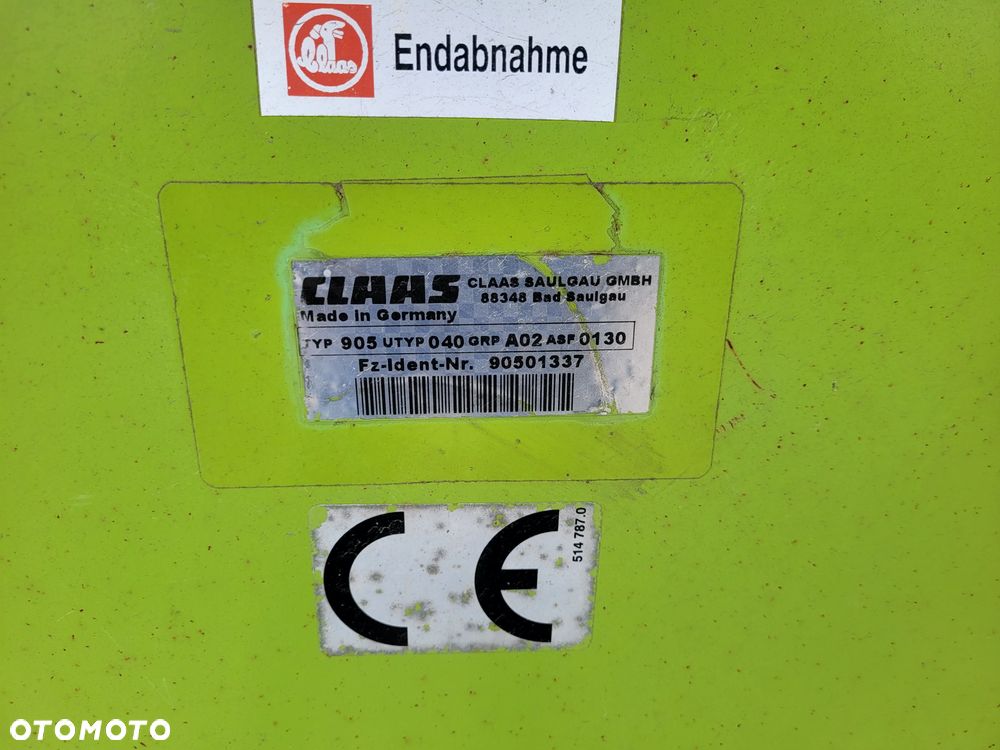 Claas
Endabnahme
CLAAS CLAAS SAULGAU GMBH
88348 Bad Saulgau
Made in Germany
TYP 905 UTYP 040 GRP A02 ASF 0130
Fz-Ident-Nr. 90501337
CE
514 787.0
OTOMOTO